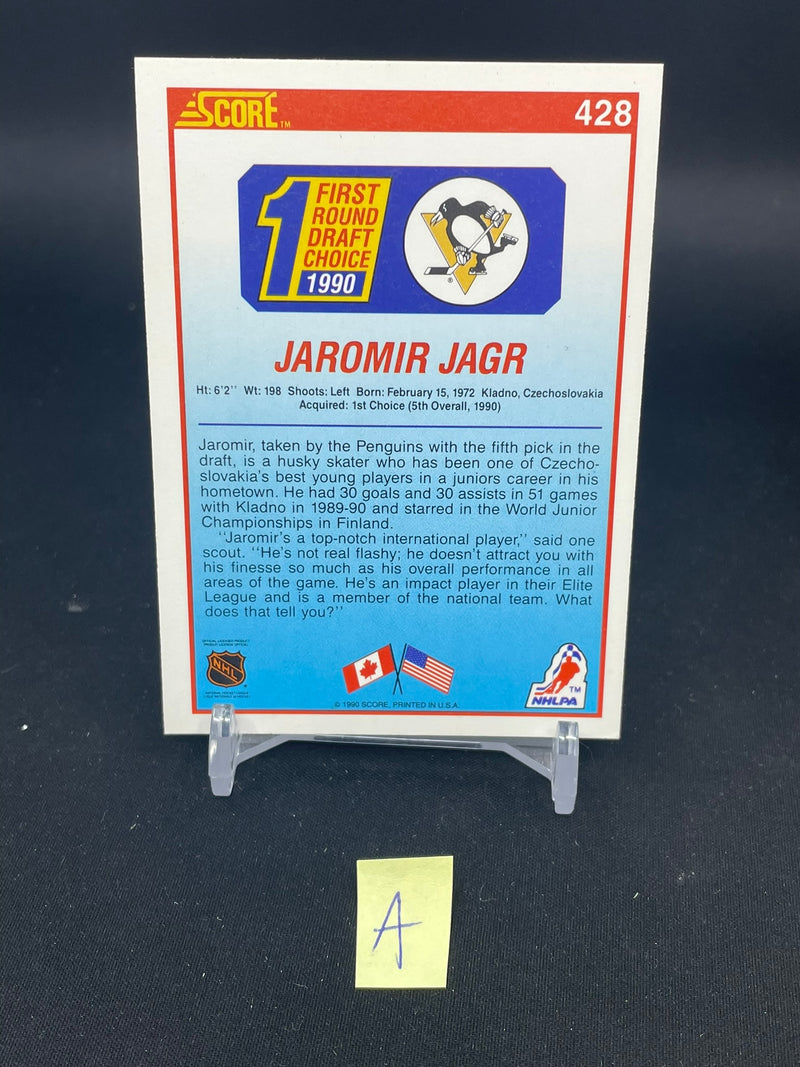 SCORE™
428
1 FIRST
ROUND
DRAFT
CHOICE
1990
JAROMIR JAGR
Ht: 6'2'' Wt: 198 Shoots: Left Born: February 15, 1972 Kladno, Czechoslovakia
Acquired: 1st Choice (5th Overall, 1990)
Jaromir, taken by the Penguins with the fifth pick in the
draft, is a husky skater who has been one of Czecho-
slovakia's best young players in a juniors career in his
hometown. He had 30 goals and 30 assists in 51 games
with Kladno in 1989-90 and starred in the World Junior
Championships in Finland.
''Jaromir's a top-notch international player,'' said one
scout. ''He's not real flashy; he doesn't attract you with
his finesse so much as his overall performance in all
areas of the game. He's an impact player in their Elite
League and is a member of the national team. What
does that tell you?''
OFFICIAL LICENSED PRODUCT
NHL
NHLPA™
© 1990 SCORE, PRINTED IN U.S.A.
A